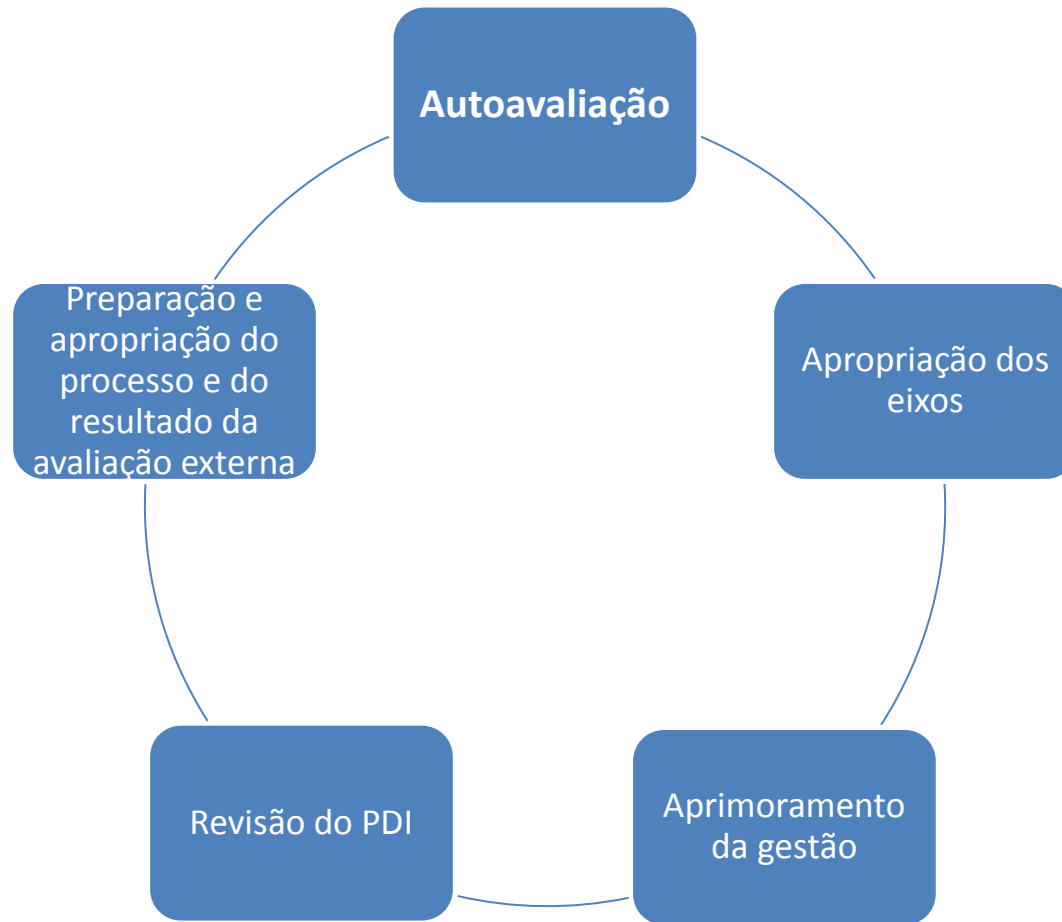 Autoavaliação
Apropriação dos
eixos
Aprimoramento
da gestão
Revisão do PDI
Preparação e
apropriação do
processo e do
resultado da
avaliação externa